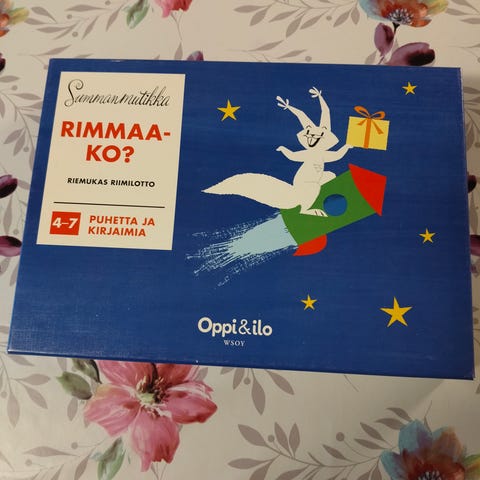 Summanmutikka
RIMMAA-
KO?
RIEMUKAS RIIMILOTTO
4–7 PUHETTA JA
KIRJAIMIA
Oppi&ilo
WSOY